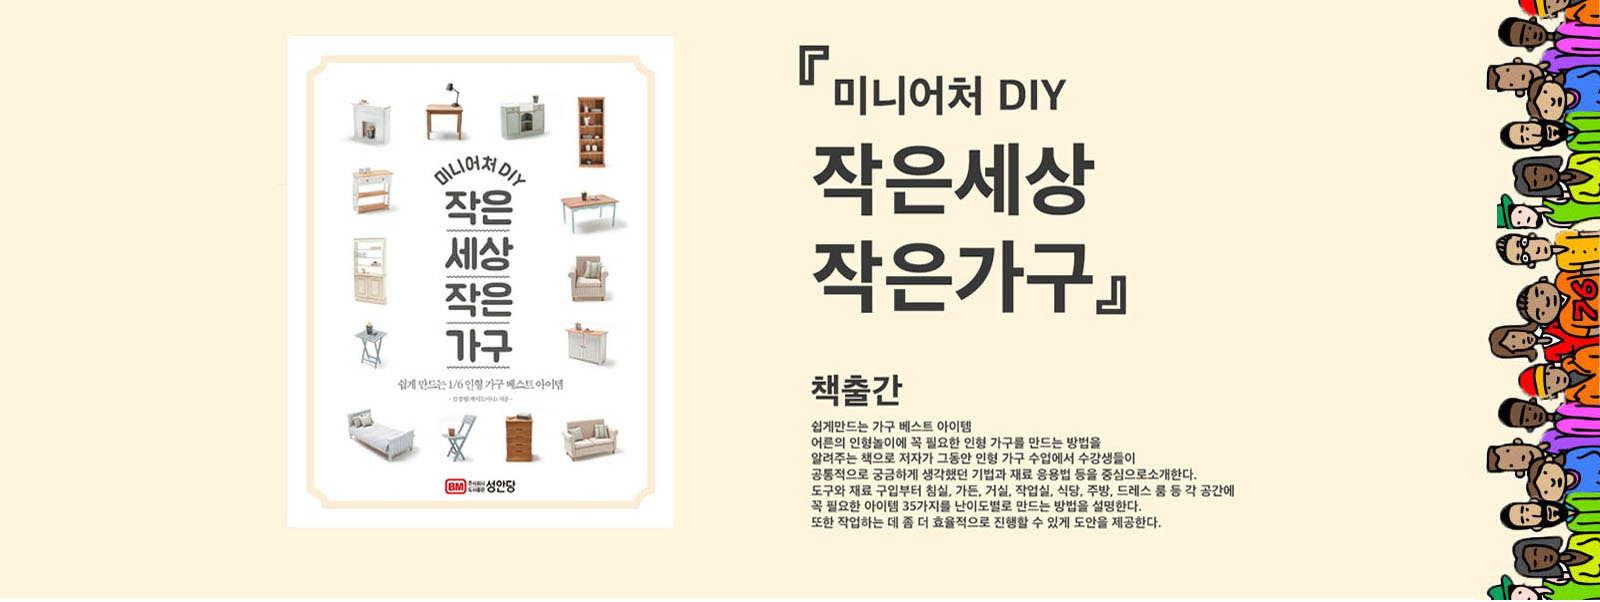 미니어처 DIY
작은
세상
작은
가구
쉽게 만드는 1/6 인형 가구 베스트 아이템
BM 주식회사 도서출판 성안당
『미니어처 DIY
작은세상
작은가구』
책출간
쉽게만드는 가구 베스트 아이템
어른의 인형놀이에 꼭 필요한 인형 가구를 만드는 방법을
알려주는 책으로 저자가 그동안 인형 가구 수업에서 수강생들이
공통적으로 궁금하게 생각했던 기법과 재료 응용법 등을 중심으로소개한다.
도구와 재료 구입부터 침실, 가든, 거실, 작업실, 식당, 주방, 드레스 룸 등 각 공간에
꼭 필요한 아이템 35가지를 난이도별로 만드는 방법을 설명한다.
또한 작업하는 데 좀 더 효율적으로 진행할 수 있게 도안을 제공한다.